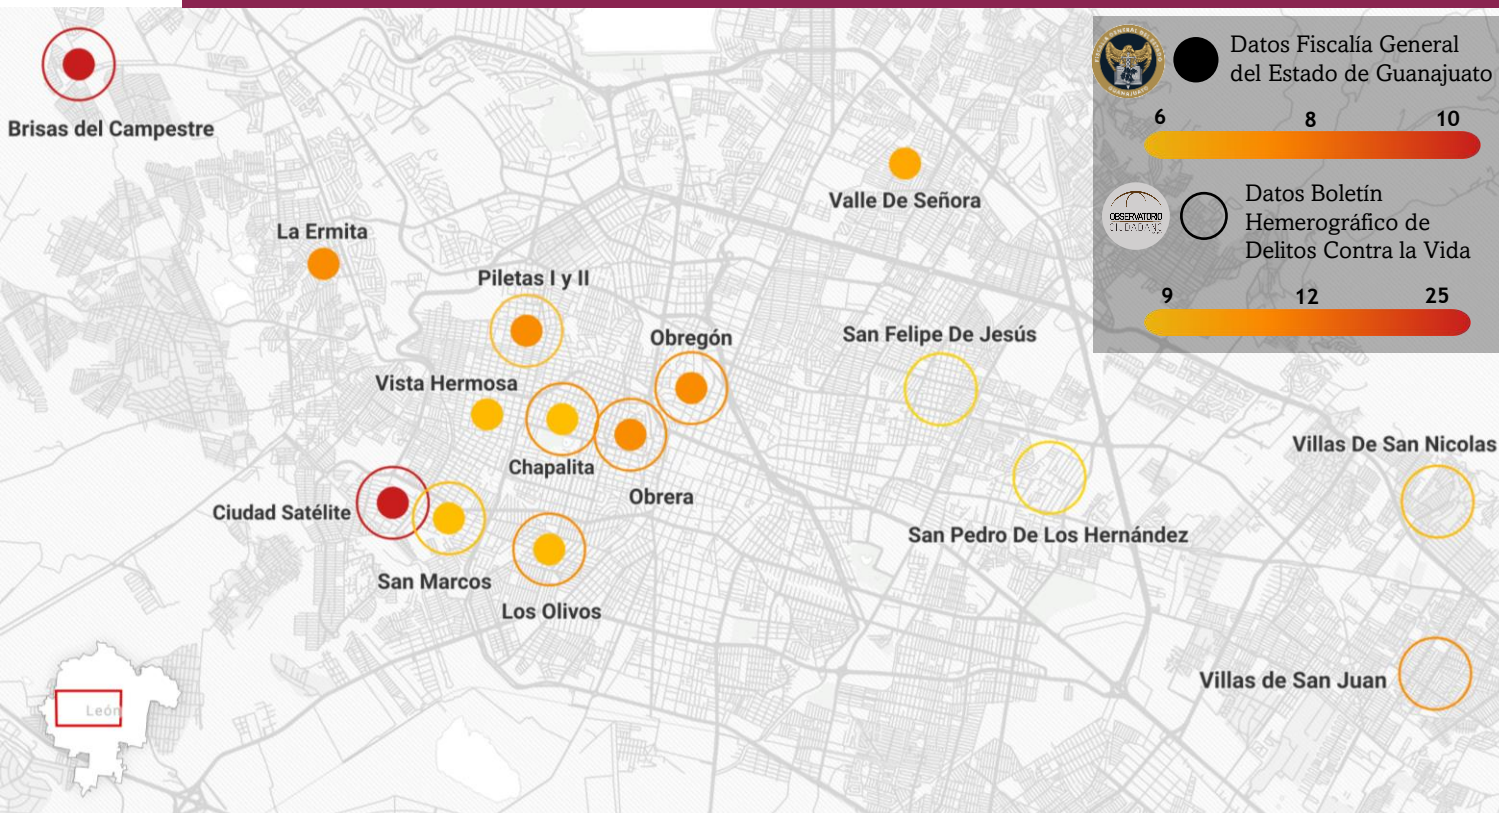 Datos Fiscalía General
del Estado de Guanajuato
6 8 10
OBSERVATORIO
CIUDADANO
Datos Boletín
Hemerográfico de
Delitos Contra la Vida
9 12 25
Brisas del Campestre
Valle De Señora
La Ermita
Piletas I y II
Obregón
San Felipe De Jesús
Vista Hermosa
Villas De San Nicolas
Chapalita
Obrera
Ciudad Satélite
San Pedro De Los Hernández
San Marcos
Los Olivos
Villas de San Juan
León